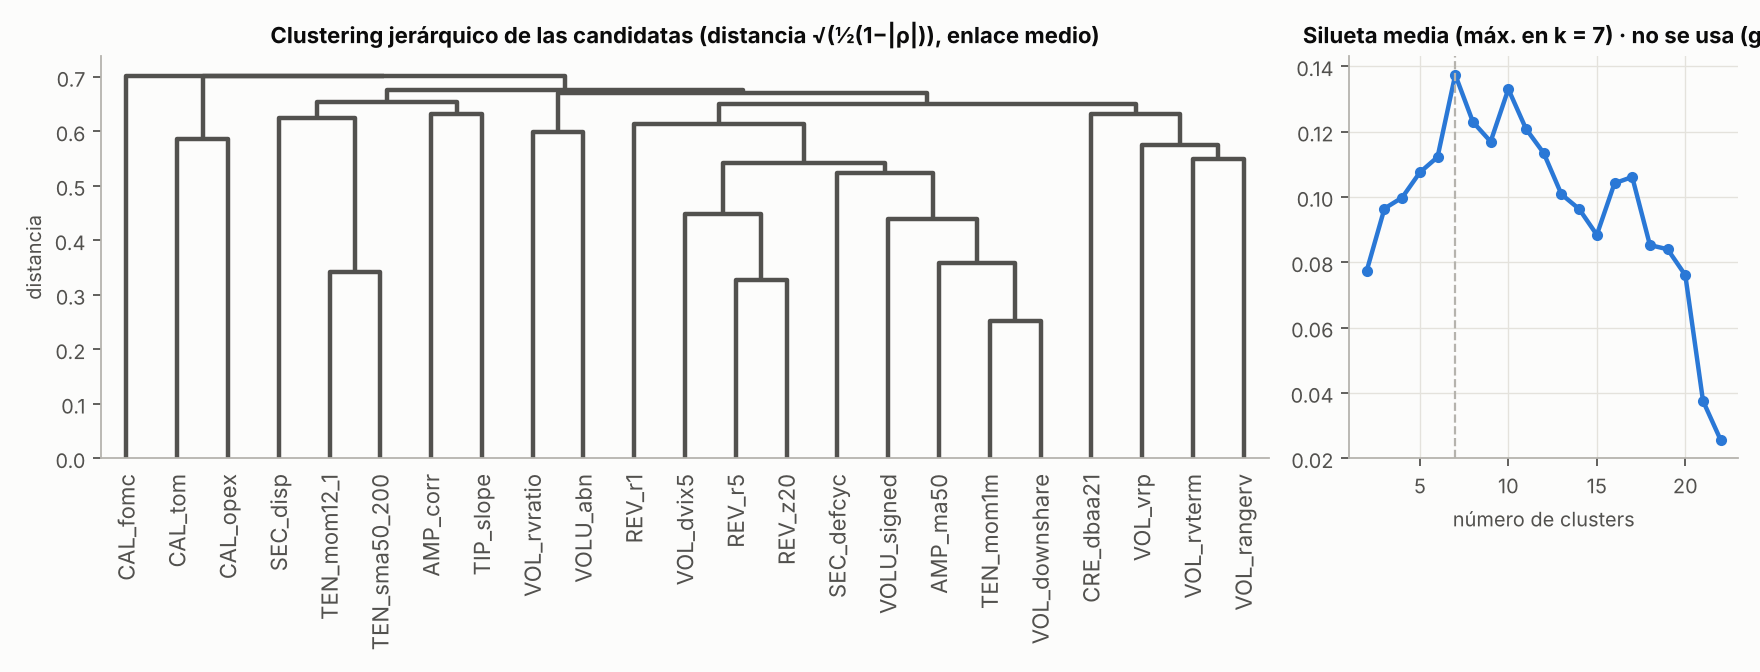 Clustering jerárquico de las candidatas (distancia √(½(1−|ρ|)), enlace medio)
distancia
0.7
0.6
0.5
0.4
0.3
0.2
0.1
0.0
CAL_fomc
CAL_tom
CAL_opex
SEC_disp
TEN_mom12_1
TEN_sma50_200
AMP_corr
TIP_slope
VOL_rvratio
VOLU_abn
REV_r1
VOL_dvix5
REV_r5
REV_z20
SEC_defcyc
VOLU_signed
AMP_ma50
TEN_mom1m
VOL_downshare
CRE_dbaa21
VOL_vrp
VOL_rvterm
VOL_rangerv
Silueta media (máx. en k = 7) · no se usa (g
0.14
0.12
0.10
0.08
0.06
0.04
0.02
5
10
15
20
número de clusters